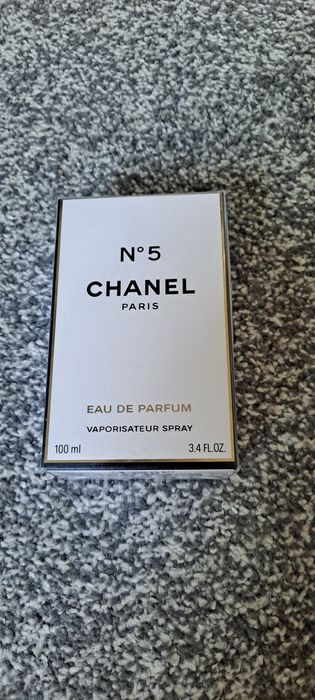 N°5
CHANEL
PARIS
EAU DE PARFUM
VAPORISATEUR SPRAY
100 ml 3.4 FL.OZ.